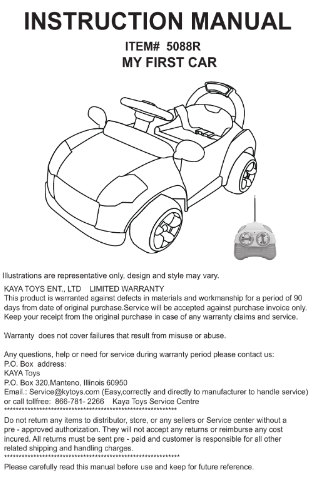 INSTRUCTION MANUAL
ITEM# 5088R
MY FIRST CAR
Illustrations are representative only, design and style may vary.
KAYA TOYS ENT., LTD LIMITED WARRANTY
This product is warranted against defects in materials and workmanship for a period of 90
days from date of original purchase.Service will be accepted against purchase invoice only.
Keep your receipt from the original purchase in case of any warranty claims and service.
Warranty does not cover failures that result from misuse or abuse.
Any questions, help or need for service during warranty period please contact us:
P.O. Box address:
KAYA Toys
P.O. Box 320,Manteno, Illinois 60950
Email.: Service@kytoys.com (Easy,correctly and directly to manufacturer to handle service)
or call tollfree: 866-781- 2266 Kaya Toys Service Centre
************************************************************
Do not return any items to distributor, store, or any sellers or Service center without a
pre - approved authorization. They will not accept any returns or reimburse any cost
incured. All returns must be sent pre - paid and customer is responsible for all other
related shipping and handling charges.
************************************************************
Please carefully read this manual before use and keep for future reference.